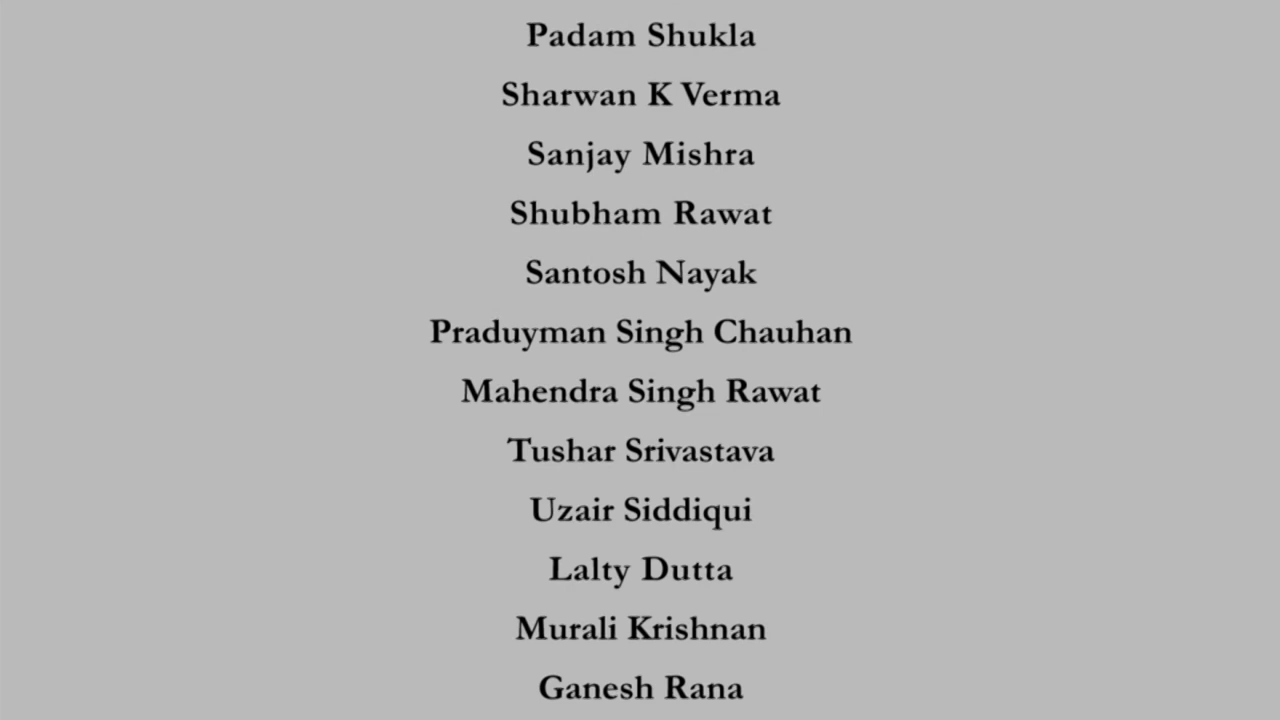 Padam Shukla
Sharwan K Verma
Sanjay Mishra
Shubham Rawat
Santosh Nayak
Praduyman Singh Chauhan
Mahendra Singh Rawat
Tushar Srivastava
Uzair Siddiqui
Lalty Dutta
Murali Krishnan
Ganesh Rana